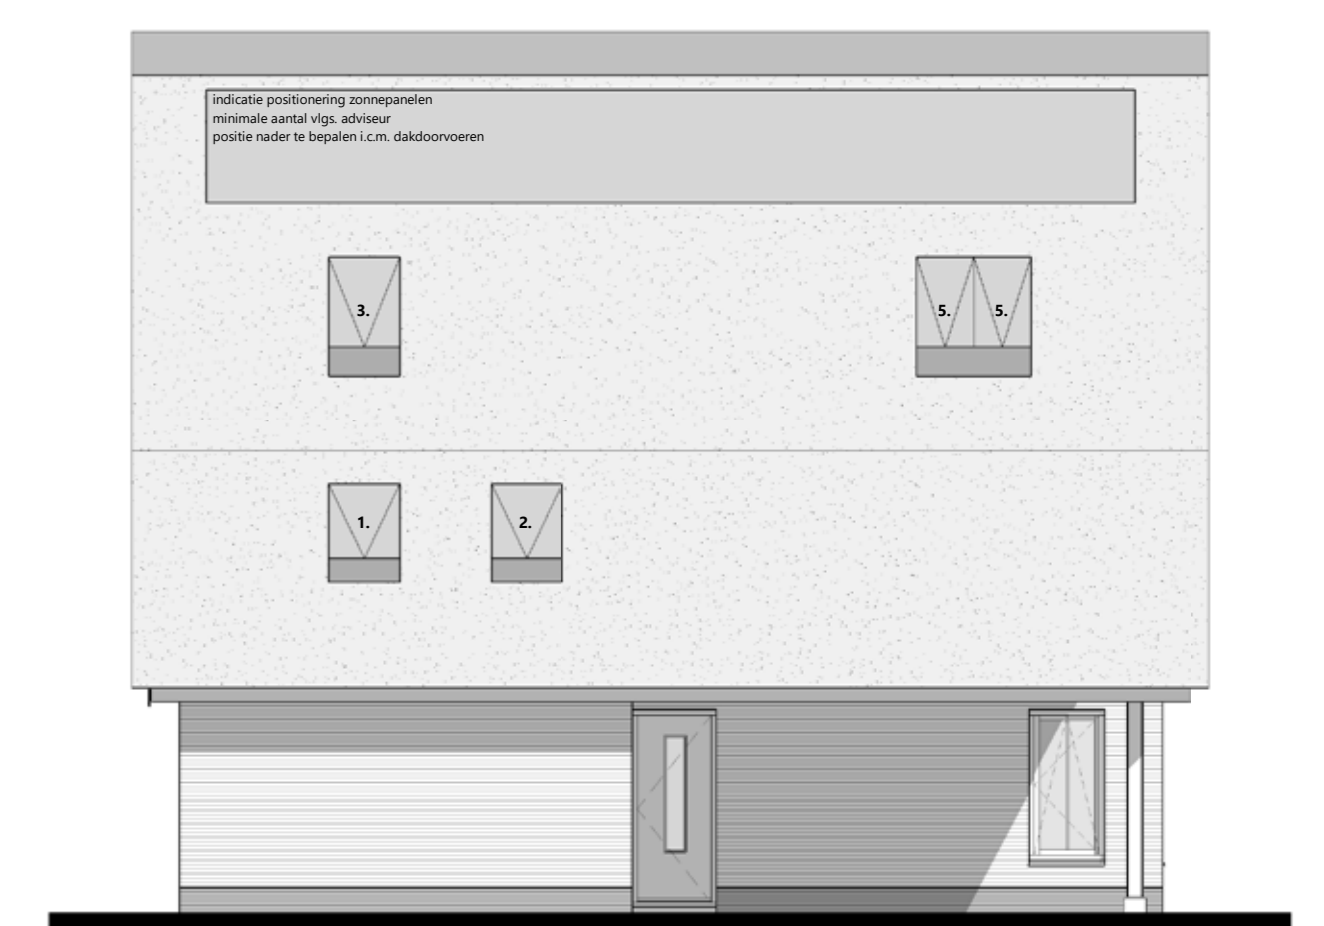 indicatie positionering zonnepanelen
minimale aantal vlgs. adviseur
positie nader te bepalen i.c.m. dakdoorvoeren
3.
5. 5.
1. 2.